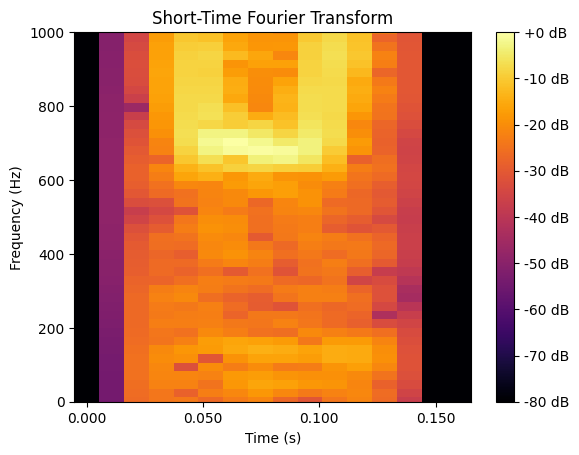 Short-Time Fourier Transform
1000
800
600
400
200
0
Frequency (Hz)
0.000
0.050
0.100
0.150
Time (s)
+0 dB
-10 dB
-20 dB
-30 dB
-40 dB
-50 dB
-60 dB
-70 dB
-80 dB